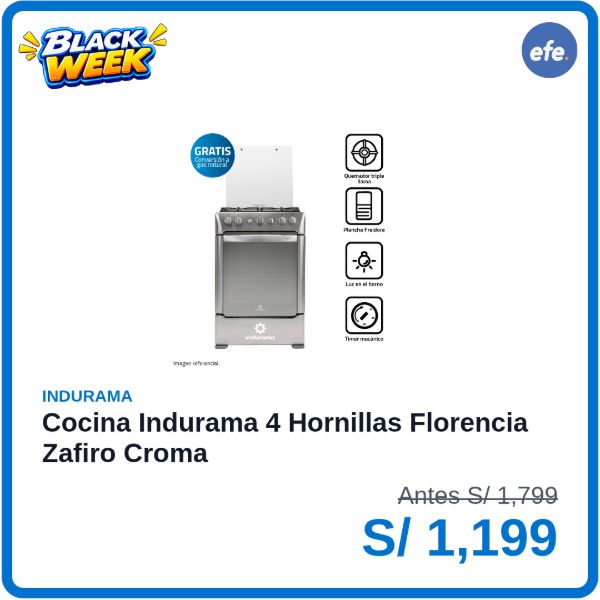 BLACK
WEEK
efe.
GRATIS
Conversión a
gas natural
Quemador triple
llama
Plancha Freidora
Luz en el horno
Timer mecánico
indurama
Imagen referencial.
INDURAMA
Cocina Indurama 4 Hornillas Florencia
Zafiro Croma
Antes S/ 1,799
S/ 1,199